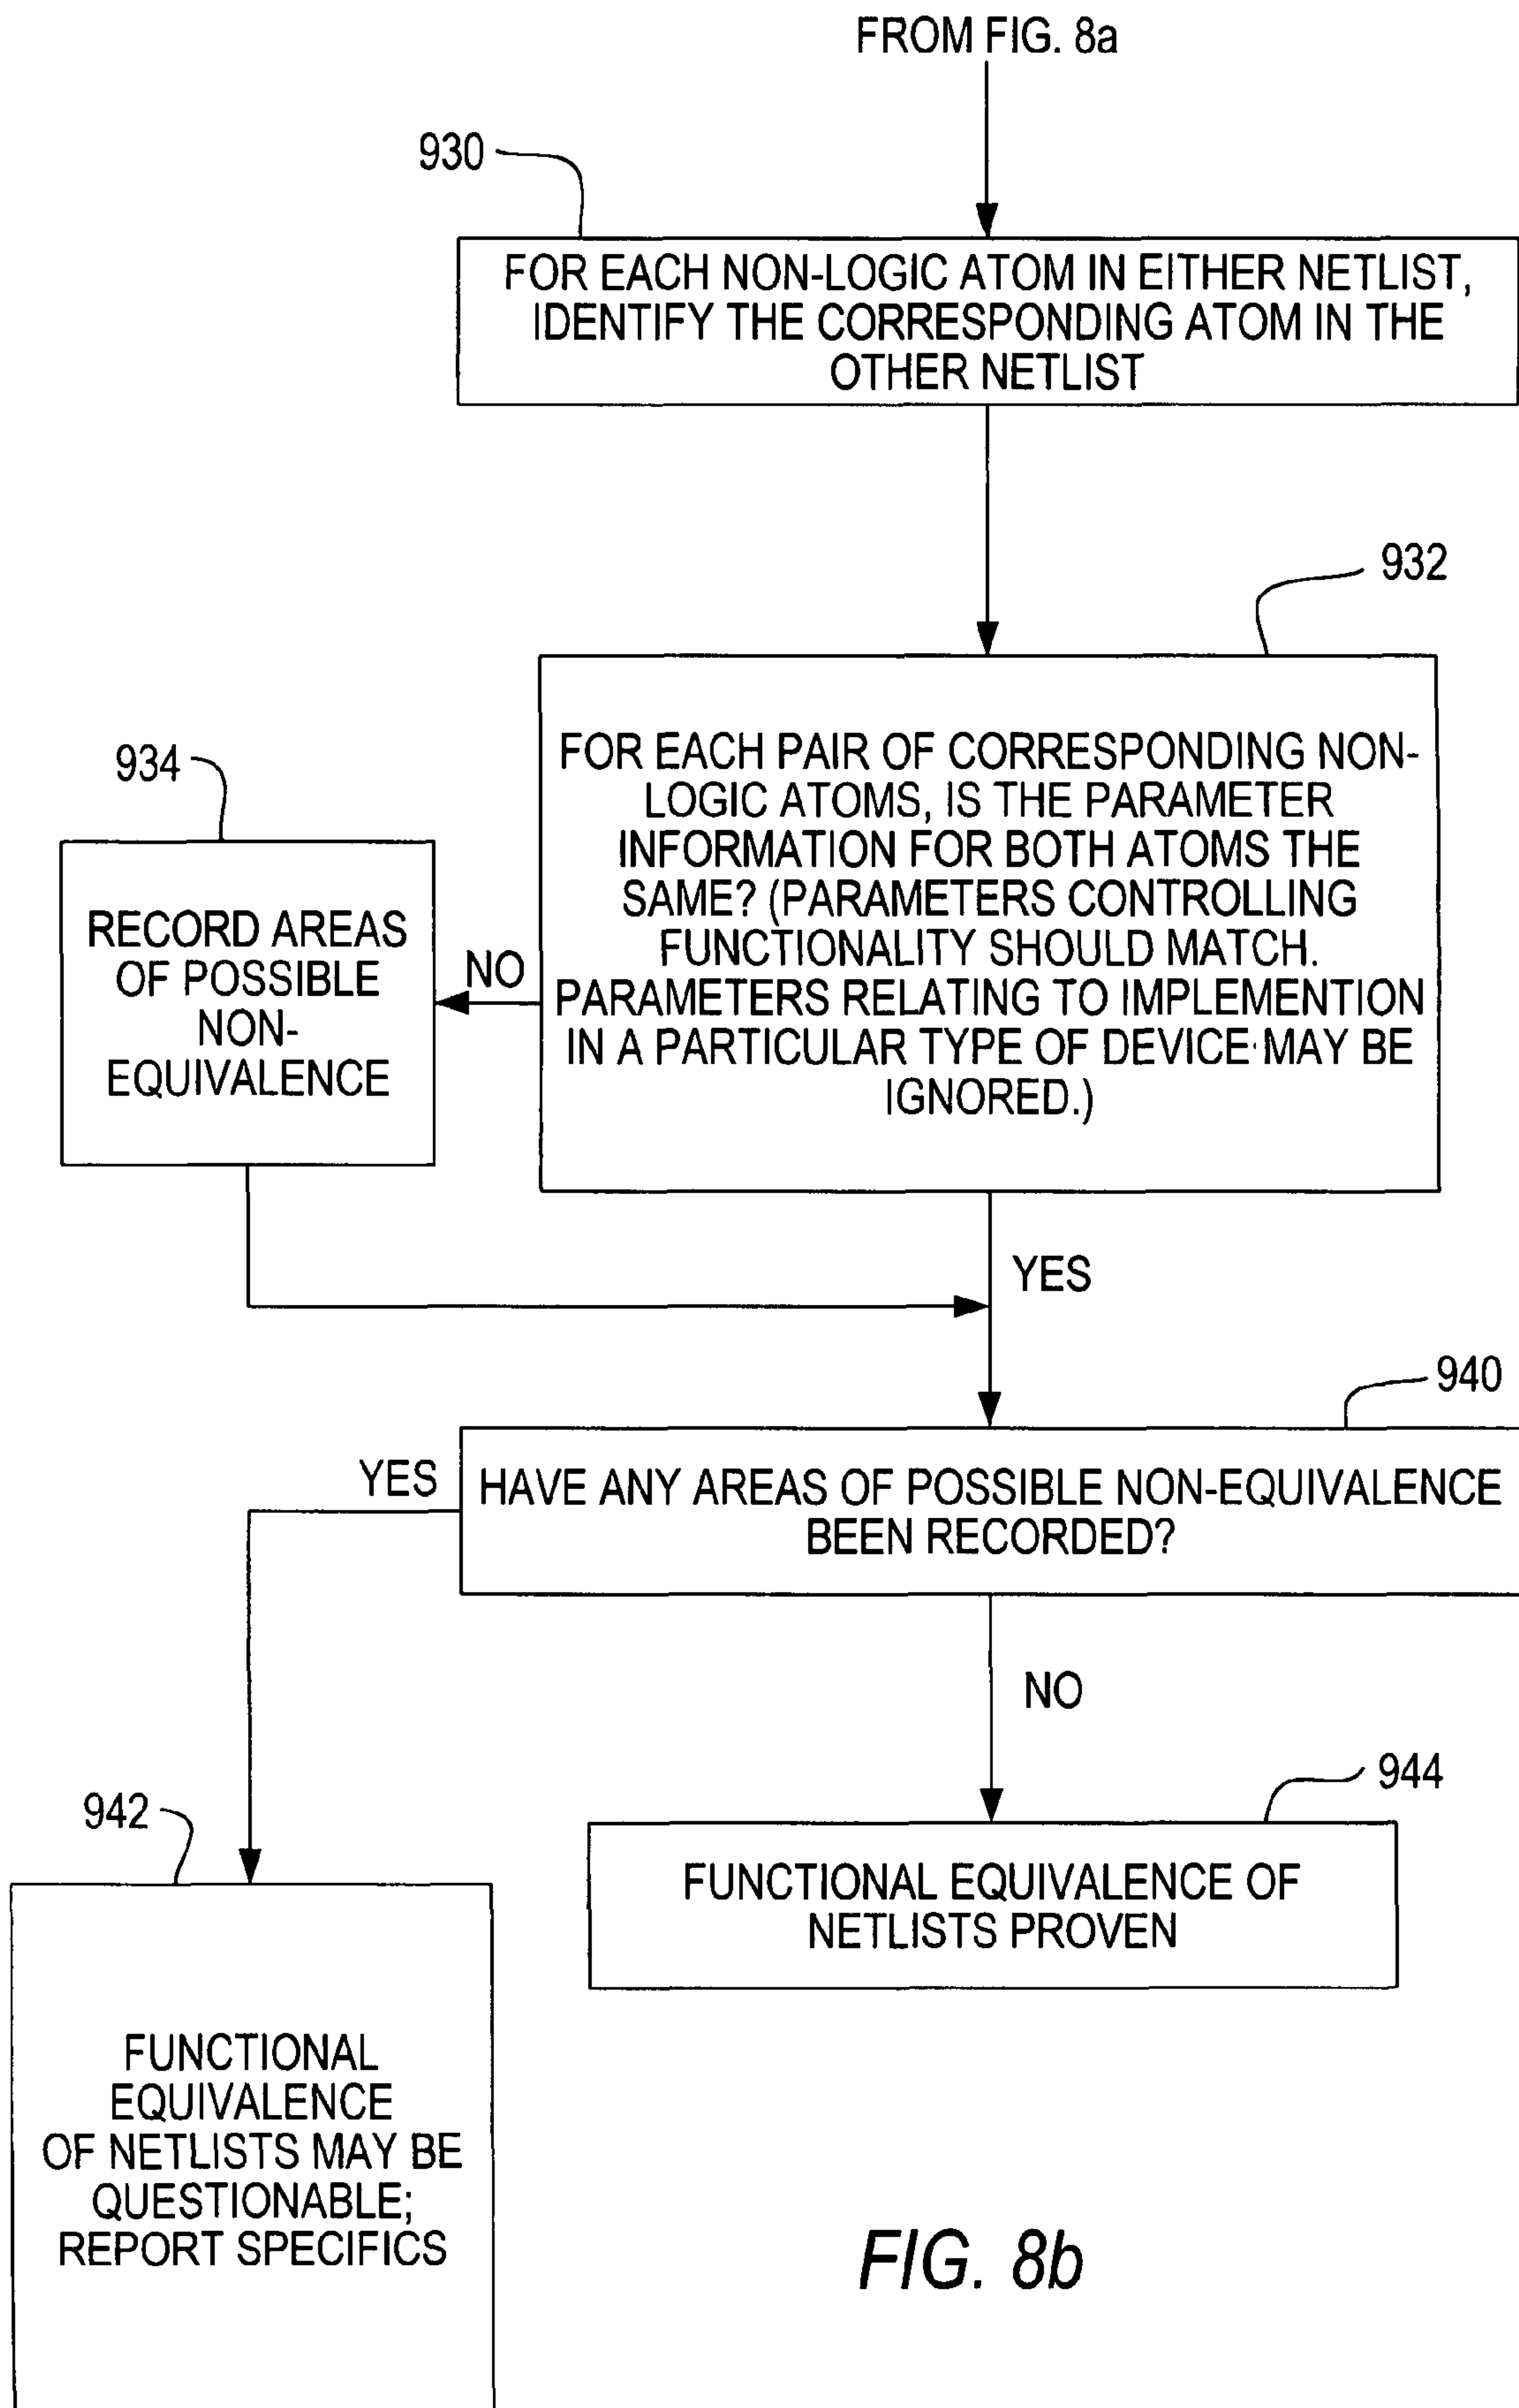 FROM FIG. 8a
930
FOR EACH NON-LOGIC ATOM IN EITHER NETLIST,
IDENTIFY THE CORRESPONDING ATOM IN THE
OTHER NETLIST
932
FOR EACH PAIR OF CORRESPONDING NON-
LOGIC ATOMS, IS THE PARAMETER
INFORMATION FOR BOTH ATOMS THE
SAME? (PARAMETERS CONTROLLING
FUNCTIONALITY SHOULD MATCH.
PARAMETERS RELATING TO IMPLEMENTION
IN A PARTICULAR TYPE OF DEVICE MAY BE
IGNORED.)
934
RECORD AREAS
OF POSSIBLE
NON-
EQUIVALENCE
NO
YES
940
HAVE ANY AREAS OF POSSIBLE NON-EQUIVALENCE
BEEN RECORDED?
YES
NO
944
FUNCTIONAL EQUIVALENCE OF
NETLISTS PROVEN
942
FUNCTIONAL
EQUIVALENCE
OF NETLISTS MAY BE
QUESTIONABLE;
REPORT SPECIFICS
FIG. 8b